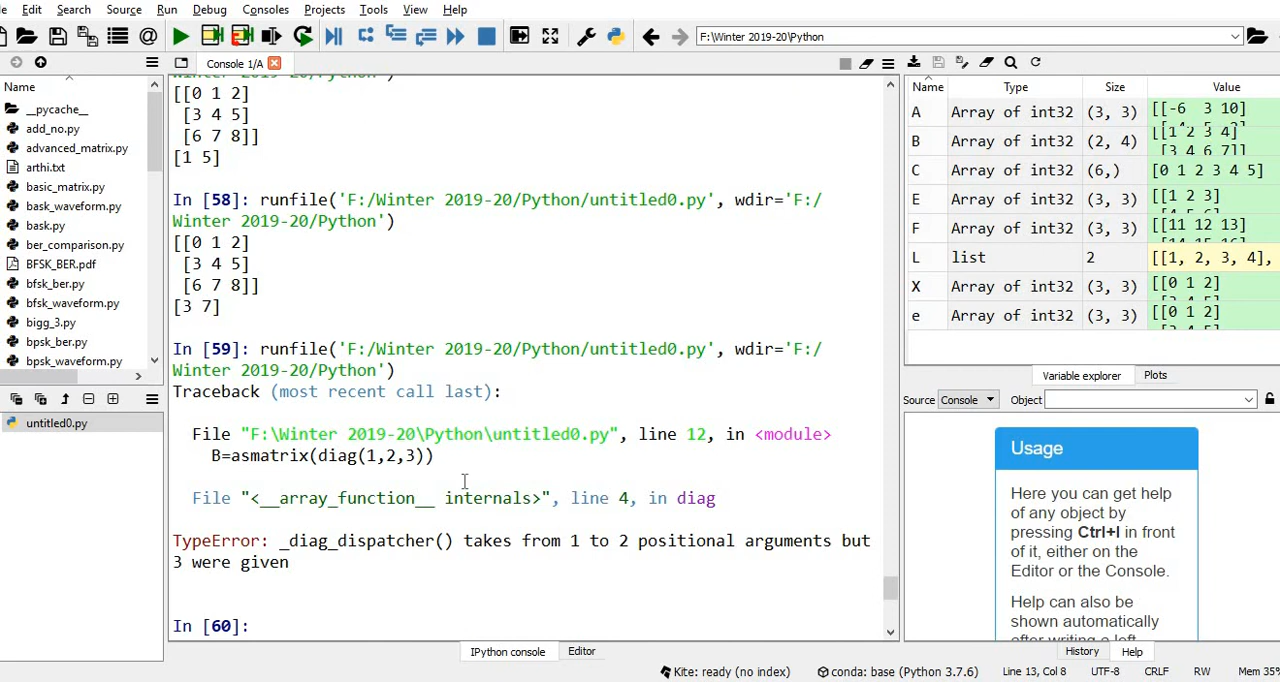 Edit Search Source Run Debug Consoles Projects Tools View Help
F:\Winter 2019-20\Python
Console 1/A
Name
__pycache__
add_no.py
advanced_matrix.py
arthi.txt
basic_matrix.py
bask_waveform.py
bask.py
ber_comparison.py
BFSK_BER.pdf
bfsk_ber.py
bfsk_waveform.py
bigg_3.py
bpsk_ber.py
bpsk_waveform.py
untitled0.py
Winter 2019-20/Python')
[[0 1 2]
[3 4 5]
[6 7 8]]
[1 5]
In [58]: runfile('F:/Winter 2019-20/Python/untitled0.py', wdir='F:/
Winter 2019-20/Python')
[[0 1 2]
[3 4 5]
[6 7 8]]
[3 7]
In [59]: runfile('F:/Winter 2019-20/Python/untitled0.py', wdir='F:/
Winter 2019-20/Python')
Traceback (most recent call last):
File "F:\Winter 2019-20\Python\untitled0.py", line 12, in <module>
B=asmatrix(diag(1,2,3))
File "<__array_function__ internals>", line 4, in diag
TypeError: _diag_dispatcher() takes from 1 to 2 positional arguments but
3 were given
In [60]:
IPython console Editor
Name Type Size Value
A Array of int32 (3, 3) [[-6 3 10]
B Array of int32 (2, 4) [[1 2 3 4]
[3 4 6 7]]
C Array of int32 (6,) [0 1 2 3 4 5]
E Array of int32 (3, 3) [[1 2 3]
F Array of int32 (3, 3) [[11 12 13]
L list 2 [[1, 2, 3, 4],
X Array of int32 (3, 3) [[0 1 2]
e Array of int32 (3, 3) [[0 1 2]
Variable explorer Plots
Source Console Object
Usage
Here you can get help
of any object by
pressing Ctrl+I in front
of it, either on the
Editor or the Console.
Help can also be
shown automatically
after writing a left
History Help
Kite: ready (no index) conda: base (Python 3.7.6) Line 13, Col 8 UTF-8 CRLF RW Mem 35%